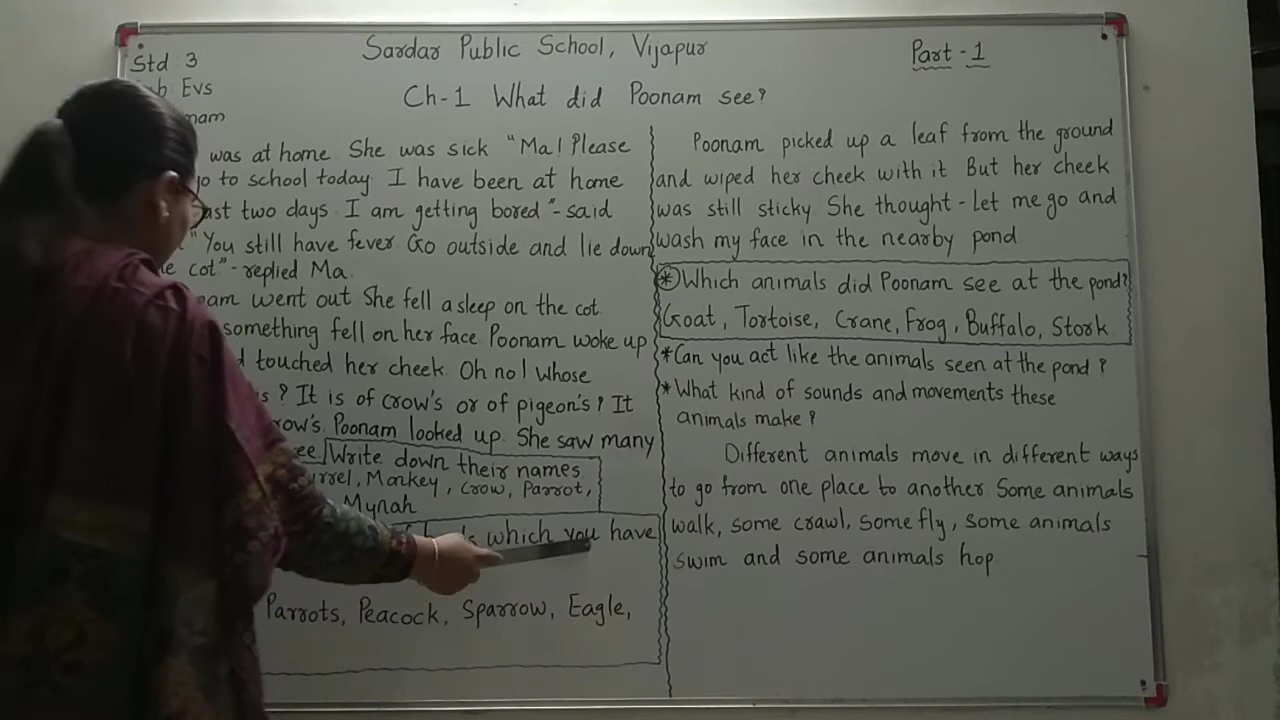 Std 3
Sardar Public School, Vijapur
Part-1
Evs
Ch-1 What did Poonam see?
was at home. She was sick "Ma! Please
go to school today I have been at home
two days. I am getting bored"-said
"You still have fever Go outside and lie down
cot"-replied Ma.
went out She fell a sleep on the cot.
something fell on her face Poonam woke up
touched her cheek. Oh no! Whose
? It is of crow's or of pigeon's? It
Poonam looked up. She saw many
Write down their names
Monkey, Crow, Parrot,
Mynah
which you have
Parrots, Peacock, Sparrow, Eagle,
Poonam picked up a leaf from the ground
and wiped her cheek with it But her cheek
was still sticky She thought-Let me go and
wash my face in the nearby pond
* Which animals did Poonam see at the pond?
Goat, Tortoise, Crane, Frog, Buffalo, Stork
*Can you act like the animals seen at the pond?
*What kind of sounds and movements these
animals make?
Different animals move in different ways
to go from one place to another Some animals
walk, some crawl, some fly, some animals
swim and some animals hop.